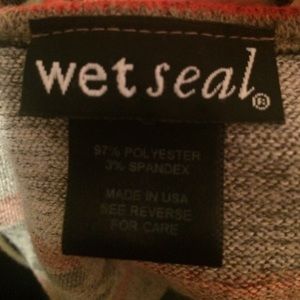 wet seal®
97% POLYESTER
3% SPANDEX
MADE IN USA
SEE REVERSE
FOR CARE